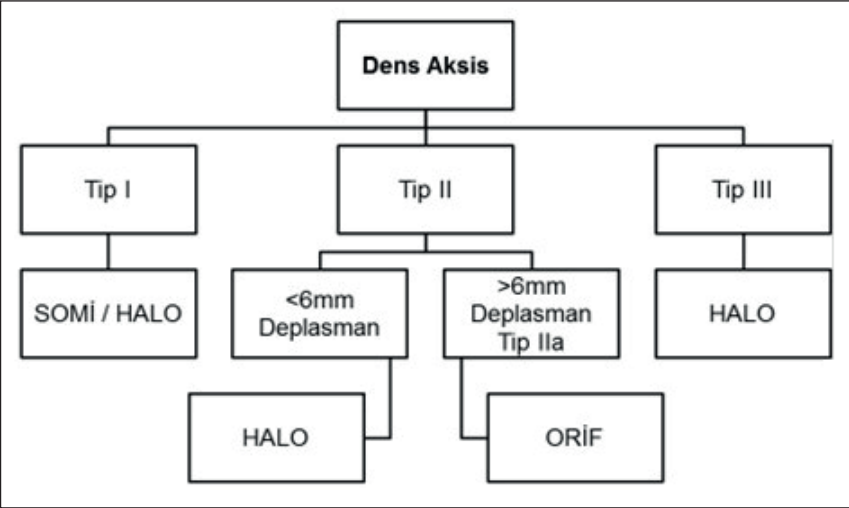 Dens Aksis
Tip I
Tip II
Tip III
SOMİ / HALO
<6mm
Deplasman
>6mm
Deplasman
Tip IIa
HALO
HALO
ORİF